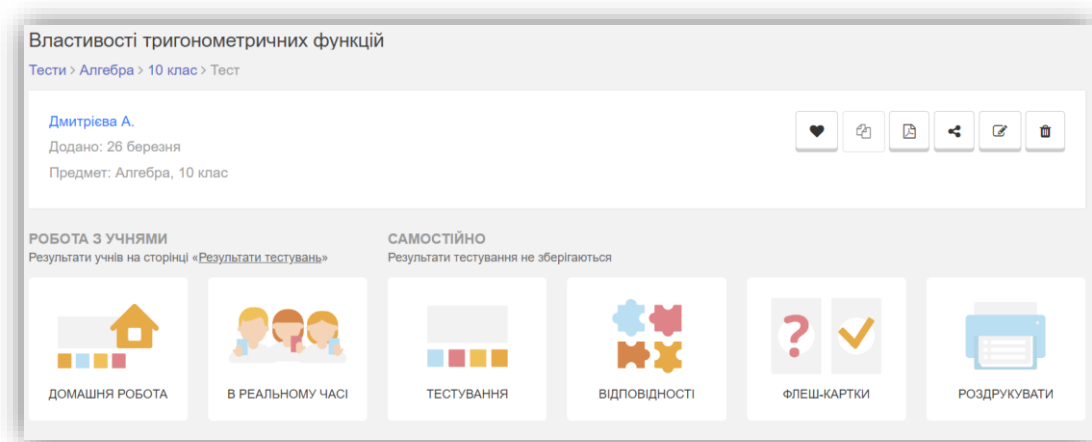 Властивості тригонометричних функцій
Тести > Алгебра > 10 клас > Тест
Дмитрієва А.
Додано: 26 березня
Предмет: Алгебра, 10 клас
РОБОТА З УЧНЯМИ
Результати учнів на сторінці «Результати тестувань»
САМОСТІЙНО
Результати тестування не зберігаються
ДОМАШНЯ РОБОТА
В РЕАЛЬНОМУ ЧАСІ
ТЕСТУВАННЯ
ВІДПОВІДНОСТІ
ФЛЕШ-КАРТКИ
РОЗДРУКУВАТИ